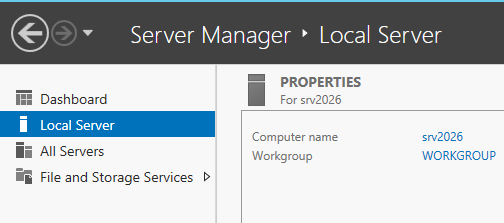 Server Manager ‣ Local Server
Dashboard
Local Server
All Servers
File and Storage Services
PROPERTIES
For srv2026
Computer name srv2026
Workgroup WORKGROUP